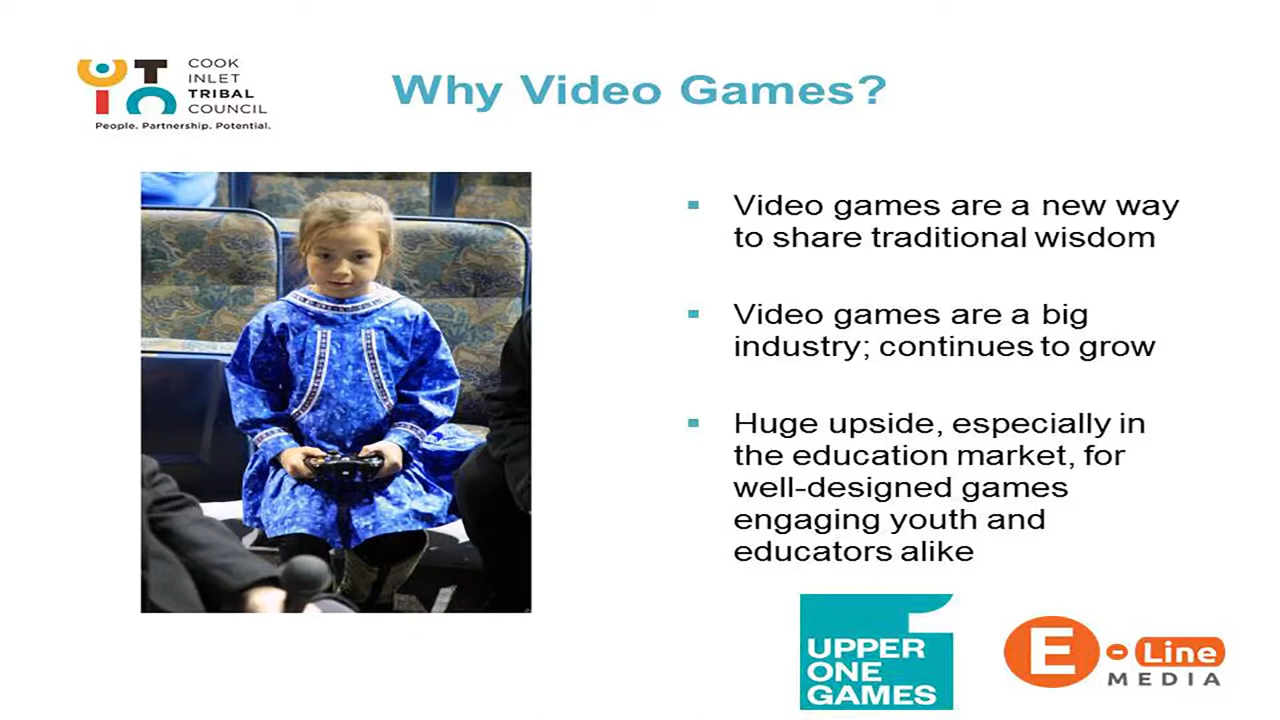 COOK
INLET
TRIBAL
COUNCIL
People. Partnership. Potential.
Why Video Games?
Video games are a new way
to share traditional wisdom
Video games are a big
industry; continues to grow
Huge upside, especially in
the education market, for
well-designed games
engaging youth and
educators alike
UPPER
ONE
GAMES
E-Line
MEDIA